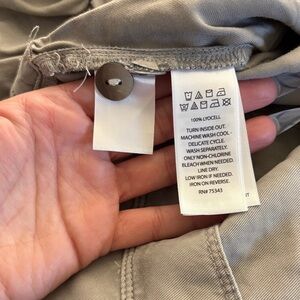 100% LYOCELL
TURN INSIDE OUT.
MACHINE WASH COOL -
DELICATE CYCLE.
WASH SEPARATELY.
ONLY NON-CHLORINE
BLEACH WHEN NEEDED.
LINE DRY.
LOW IRON IF NEEDED.
IRON ON REVERSE.
RN# 75343